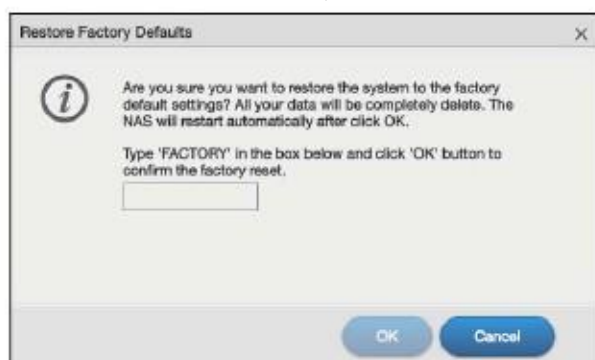 Restore Factory Defaults
Are you sure you want to restore the system to the factory
default settings? All your data will be completely delete. The
NAS will restart automatically after click OK.
Type 'FACTORY' in the box below and click 'OK' button to
confirm the factory reset.
OK
Cancel